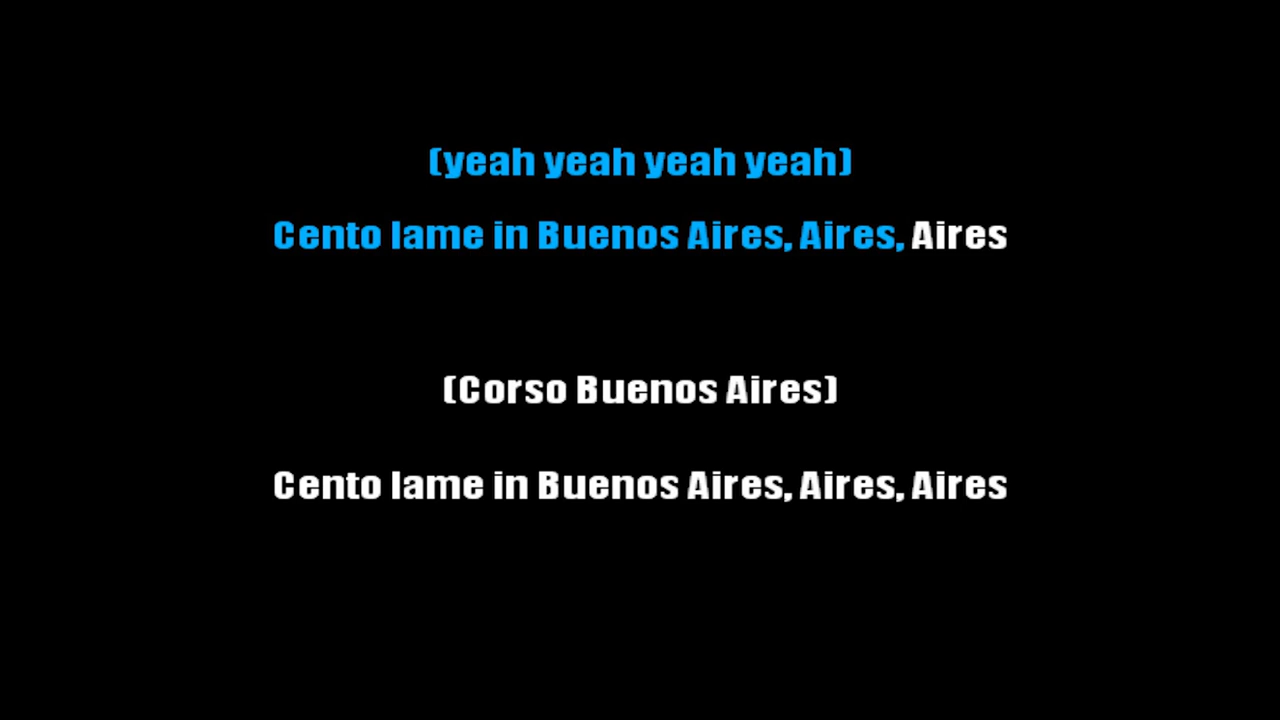 (yeah yeah yeah yeah)
Cento lame in Buenos Aires, Aires, Aires
(Corso Buenos Aires)
Cento lame in Buenos Aires, Aires, Aires